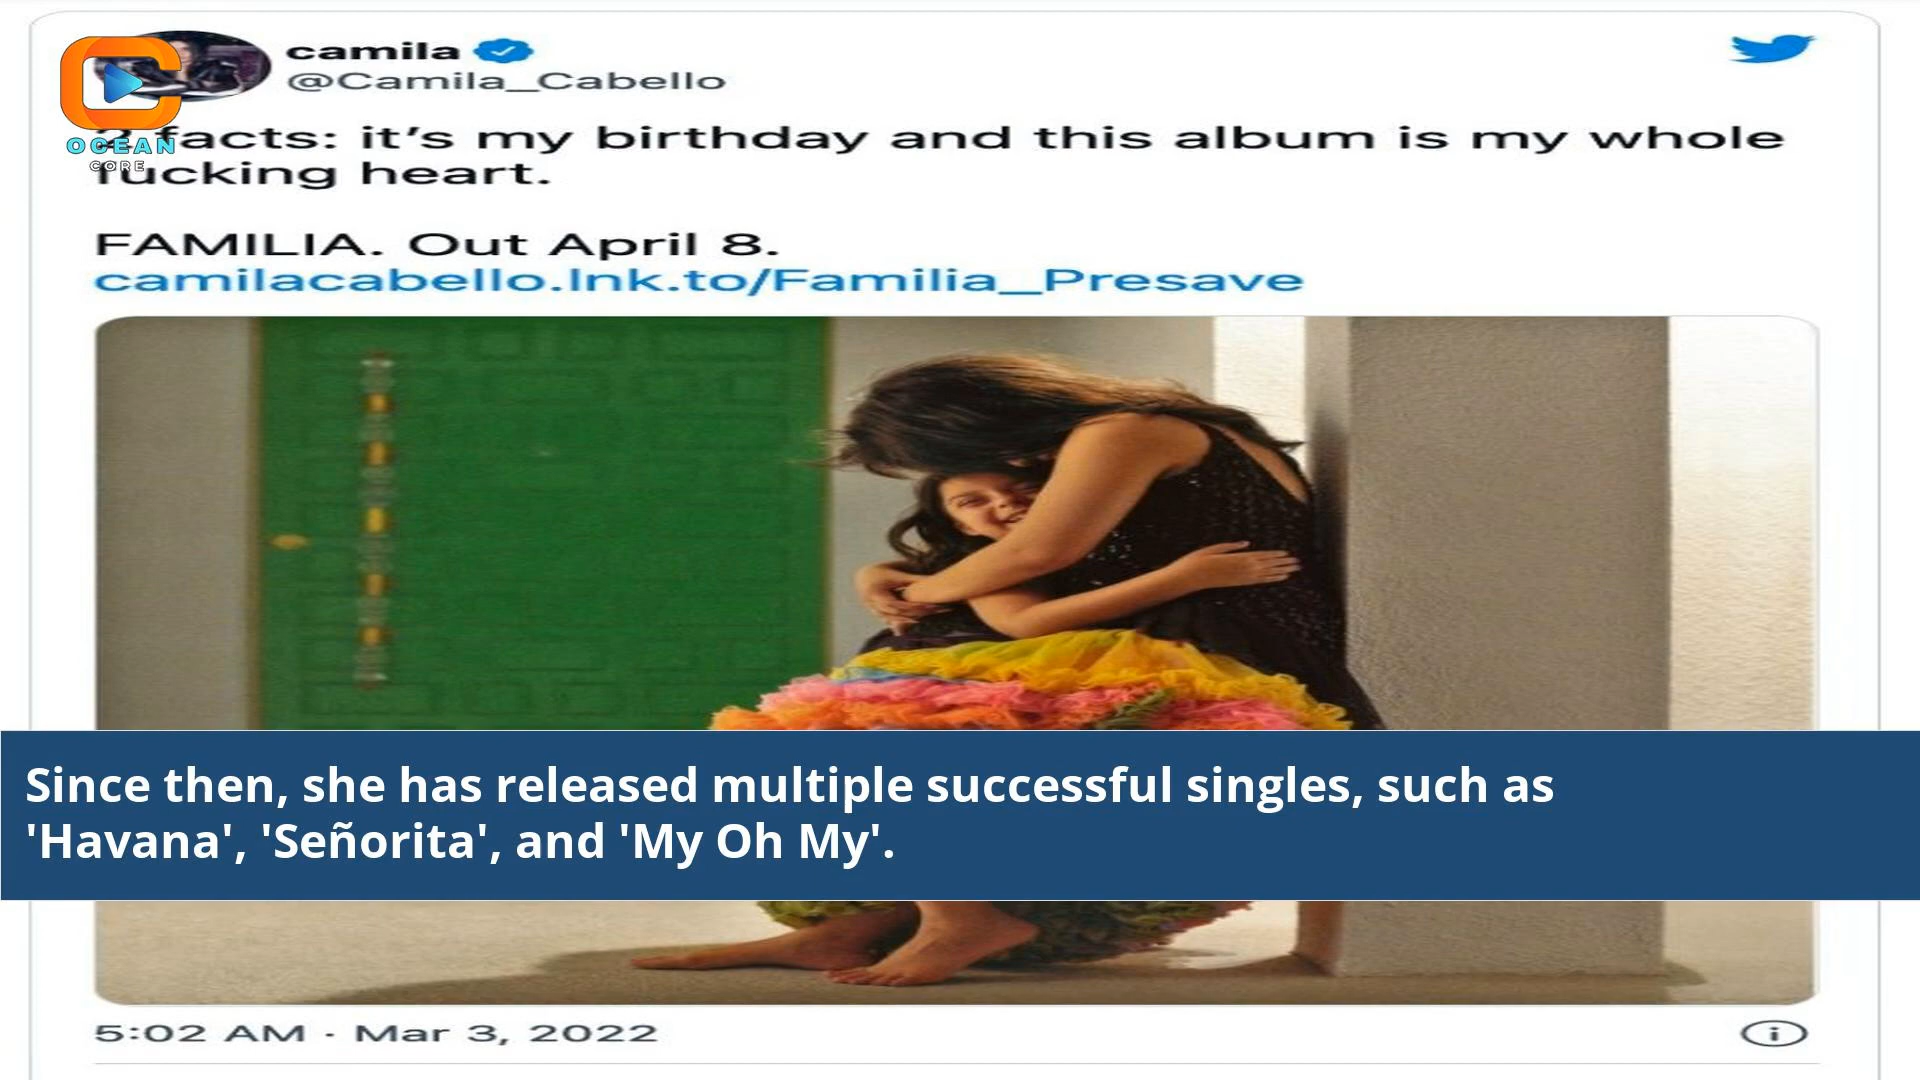 camila
@Camila_Cabello
OCEAN
CORE
2 facts: it’s my birthday and this album is my whole
fucking heart.
FAMILIA. Out April 8.
camilacabello.lnk.to/Familia_Presave
Since then, she has released multiple successful singles, such as
'Havana', 'Señorita', and 'My Oh My'.
5:02 AM · Mar 3, 2022